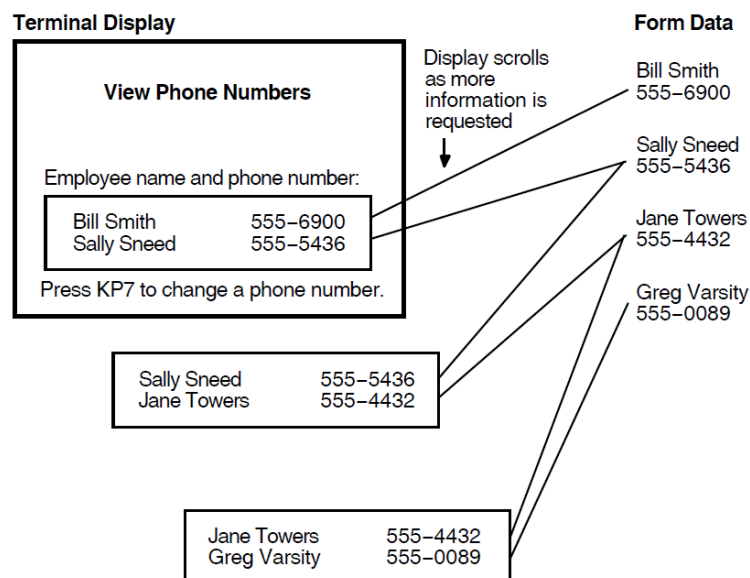 Terminal Display
View Phone Numbers
Employee name and phone number:
Bill Smith 555–6900
Sally Sneed 555–5436
Press KP7 to change a phone number.
Display scrolls
as more
information is
requested
Form Data
Bill Smith
555–6900
Sally Sneed
555–5436
Jane Towers
555–4432
Greg Varsity
555–0089
Sally Sneed 555–5436
Jane Towers 555–4432
Jane Towers 555–4432
Greg Varsity 555–0089